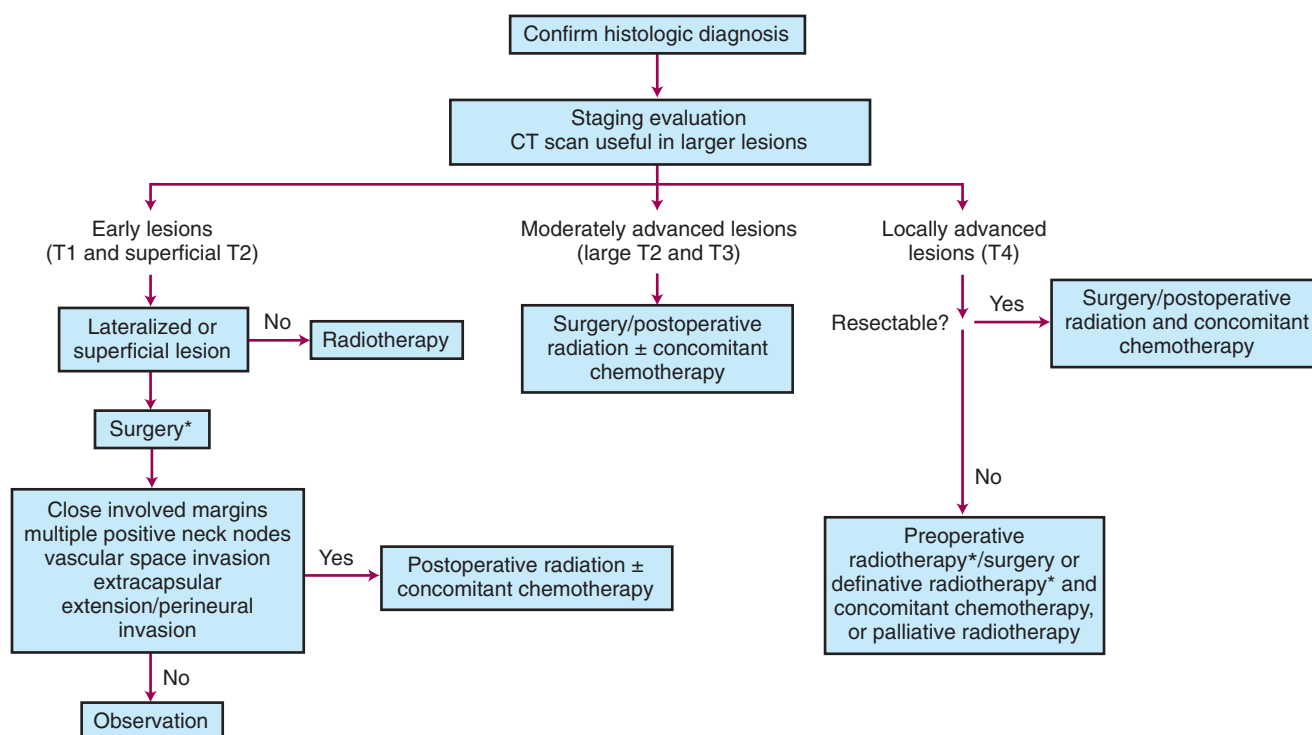 Confirm histologic diagnosis
Staging evaluation
CT scan useful in larger lesions
Early lesions
(T1 and superficial T2)
Moderately advanced lesions
(large T2 and T3)
Locally advanced
lesions (T4)
Lateralized or
superficial lesion
No
Radiotherapy
Surgery/postoperative
radiation ± concomitant
chemotherapy
Resectable?
Yes
Surgery/postoperative
radiation and concomitant
chemotherapy
Surgery*
No
Close involved margins
multiple positive neck nodes
vascular space invasion
extracapsular
extension/perineural
invasion
Yes
Postoperative radiation ±
concomitant chemotherapy
Preoperative
radiotherapy*/surgery or
definative radiotherapy* and
concomitant chemotherapy,
or palliative radiotherapy
No
Observation